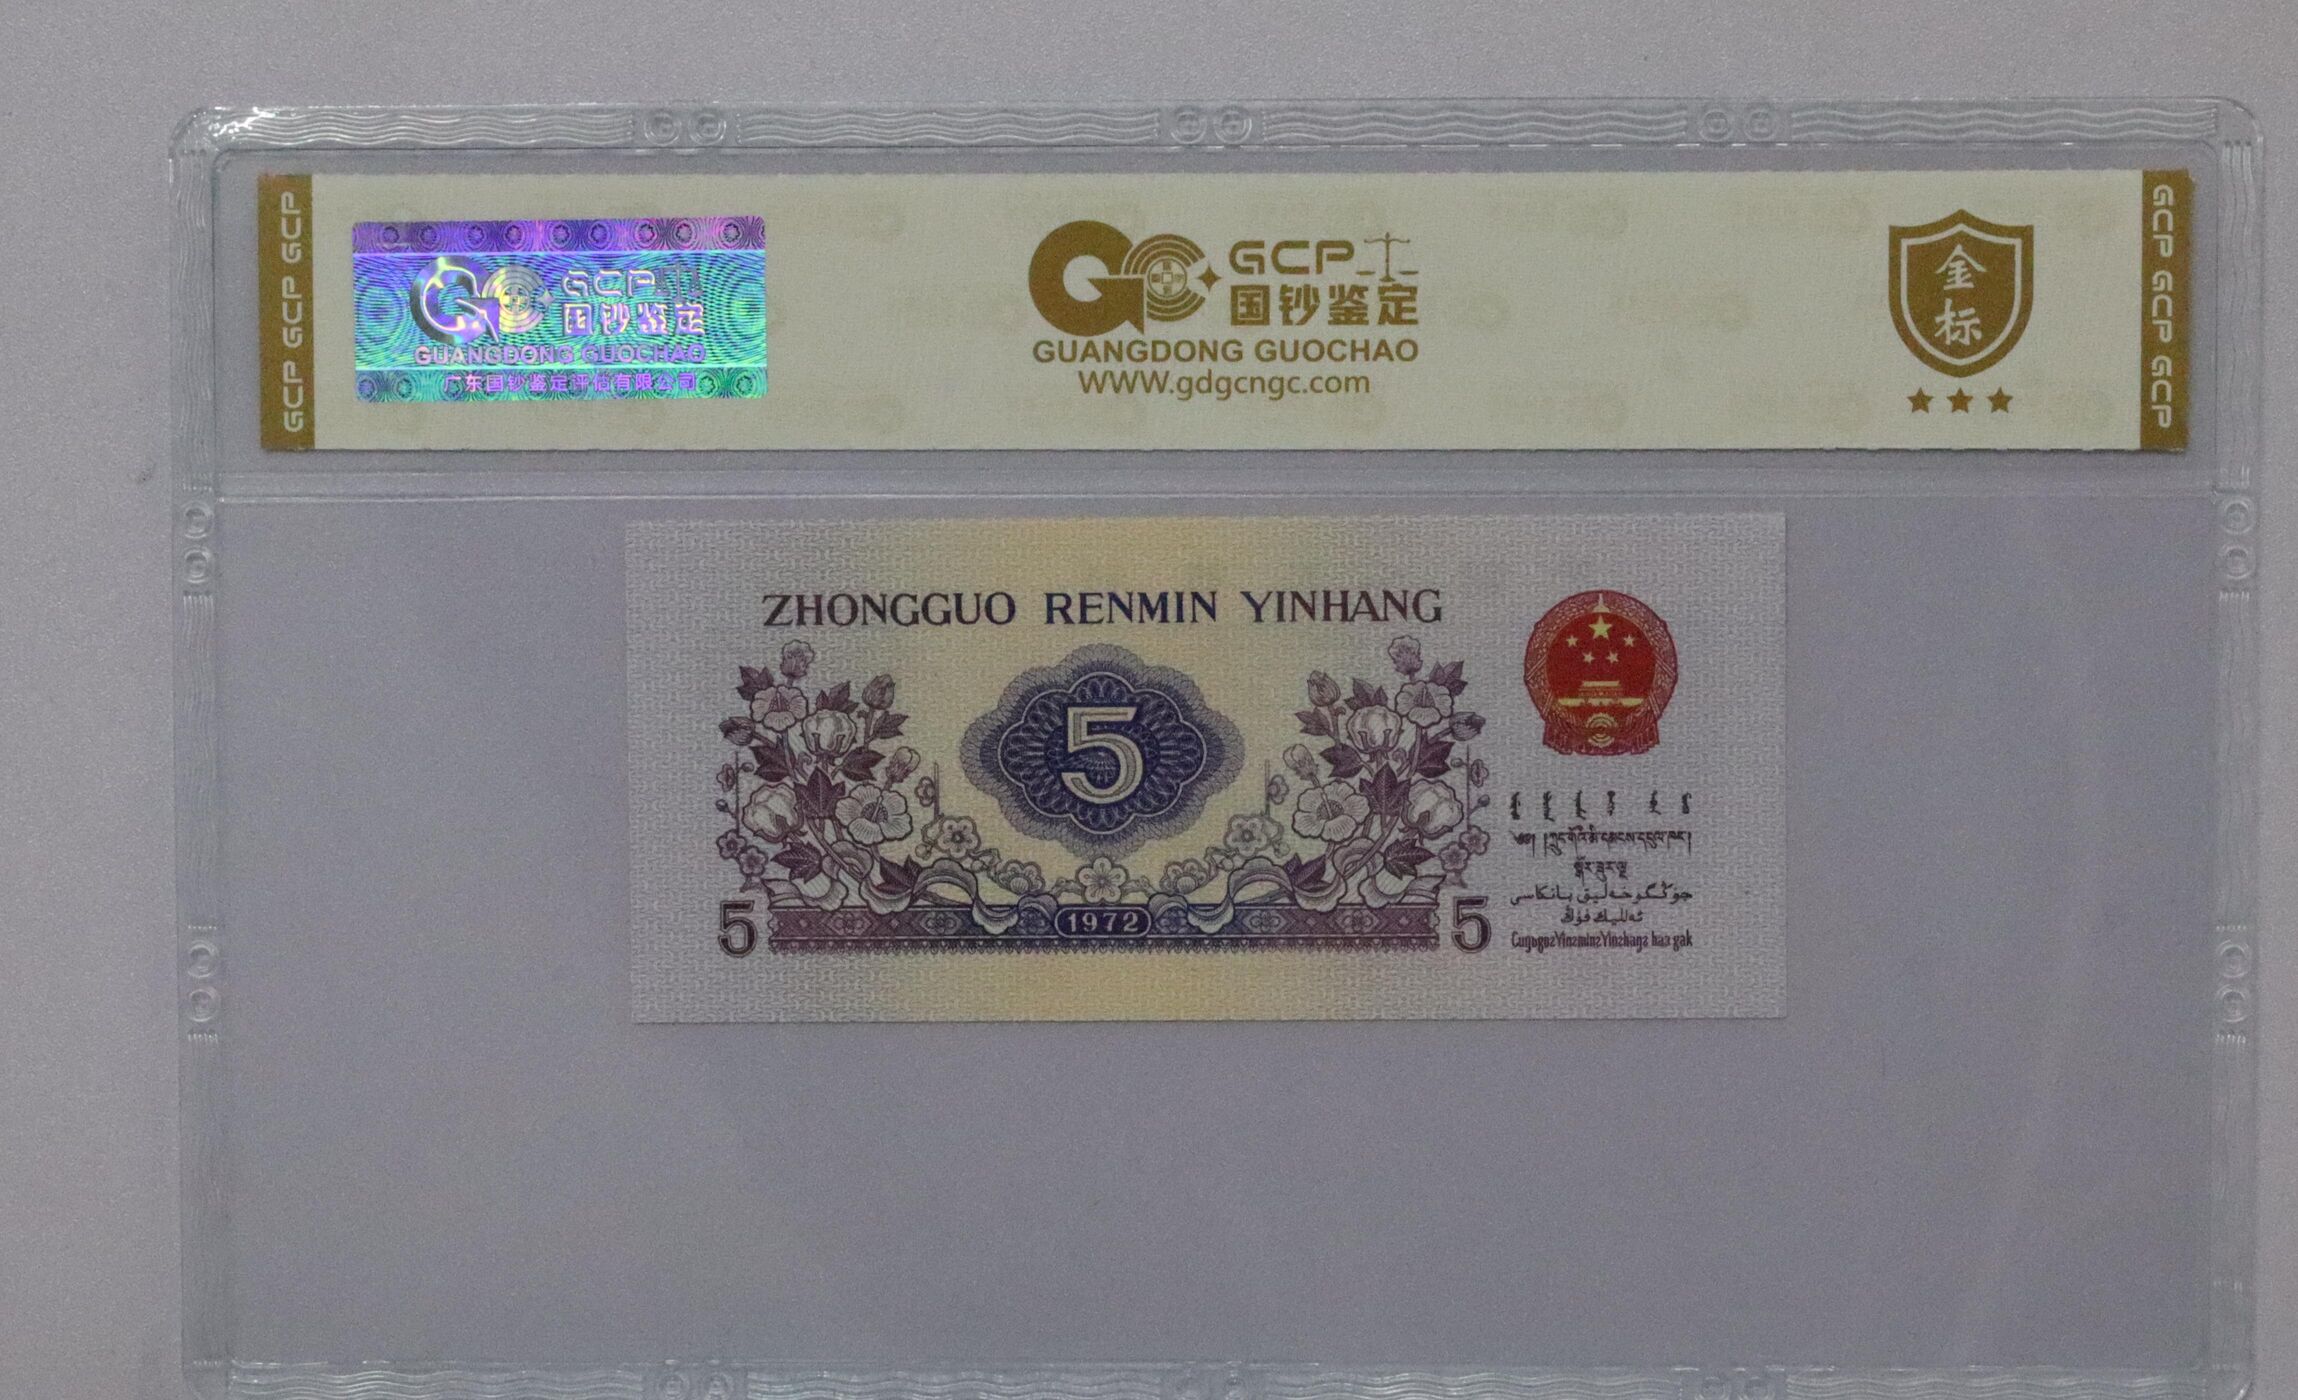 GCP GCP GCP
GCP
国钞鉴定
GUANGDONG GUOCHAO
广东国钞鉴定评估有限公司
GCP
国钞鉴定
GUANGDONG GUOCHAO
WWW.gdgcngc.com
金标
GCP GCP GCP
ZHONGGUO RENMIN YINHANG
5
5
1972
5
جۇڭگوخەلىق بانكىسى